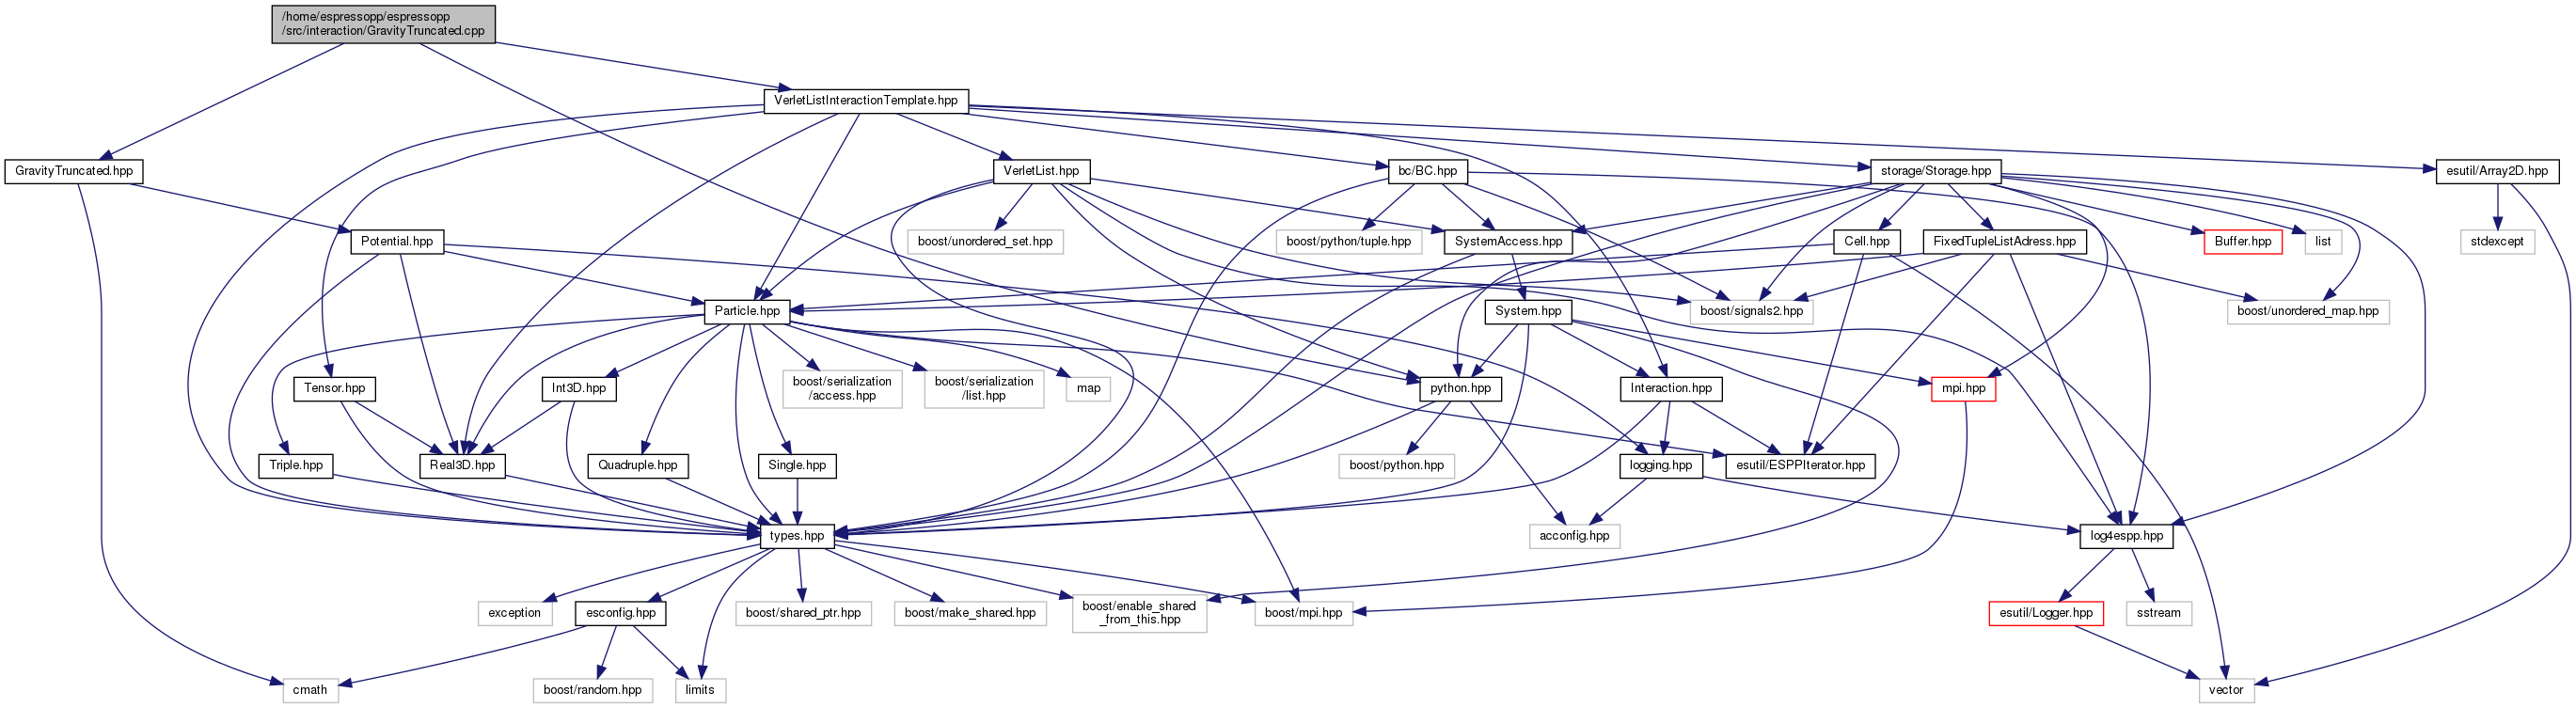 /home/espressopp/espressopp
/src/interaction/GravityTruncated.cpp
VerletListInteractionTemplate.hpp
GravityTruncated.hpp
VerletList.hpp
bc/BC.hpp
storage/Storage.hpp
esutil/Array2D.hpp
Potential.hpp
boost/unordered_set.hpp
boost/python/tuple.hpp
SystemAccess.hpp
Cell.hpp
FixedTupleListAdress.hpp
Buffer.hpp
list
stdexcept
Particle.hpp
System.hpp
boost/signals2.hpp
boost/unordered_map.hpp
Tensor.hpp
Int3D.hpp
boost/serialization
/access.hpp
boost/serialization
/list.hpp
map
python.hpp
Interaction.hpp
mpi.hpp
Triple.hpp
Real3D.hpp
Quadruple.hpp
Single.hpp
boost/python.hpp
logging.hpp
esutil/ESPPIterator.hpp
types.hpp
acconfig.hpp
log4espp.hpp
exception
esconfig.hpp
boost/shared_ptr.hpp
boost/make_shared.hpp
boost/enable_shared
_from_this.hpp
boost/mpi.hpp
esutil/Logger.hpp
sstream
cmath
boost/random.hpp
limits
vector